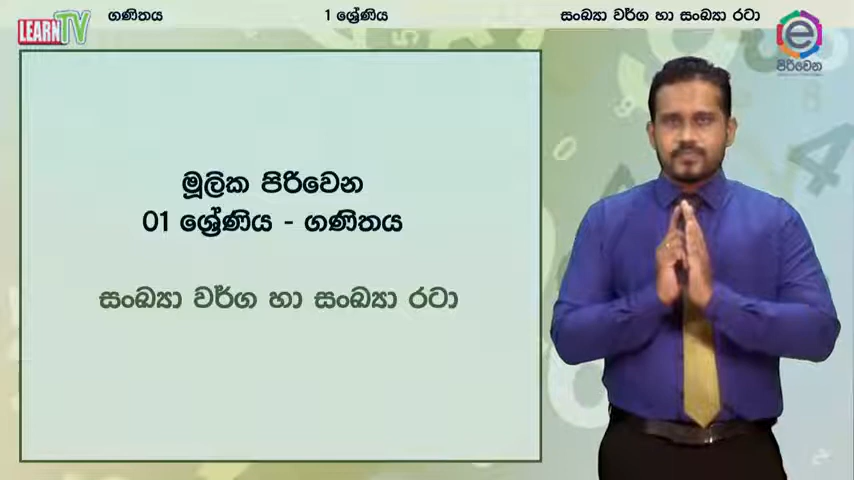 ගණිතය
1 ශ්‍රේණිය
සංඛ්‍යා වර්ග හා සංඛ්‍යා රටා
LEARN TV
e
පිරිවෙන
මූලික පිරිවෙන
01 ශ්‍රේණිය - ගණිතය
සංඛ්‍යා වර්ග හා සංඛ්‍යා රටා